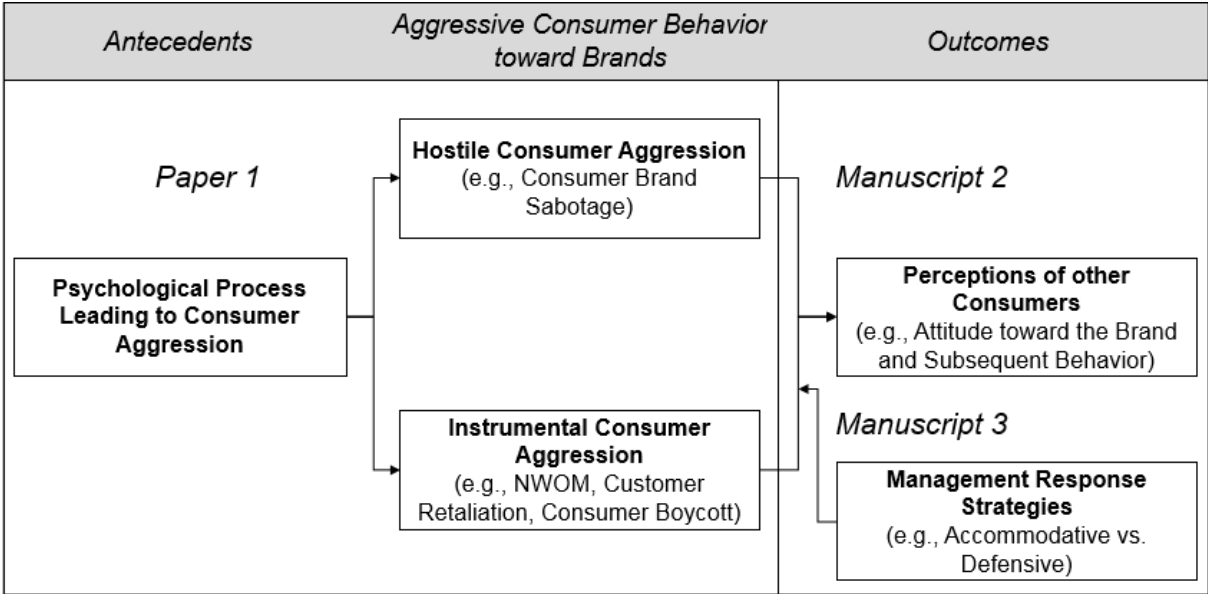 Antecedents
Aggressive Consumer Behavior
toward Brands
Outcomes
Paper 1
Psychological Process
Leading to Consumer
Aggression
Hostile Consumer Aggression
(e.g., Consumer Brand
Sabotage)
Instrumental Consumer
Aggression
(e.g., NWOM, Customer
Retaliation, Consumer Boycott)
Manuscript 2
Perceptions of other
Consumers
(e.g., Attitude toward the Brand
and Subsequent Behavior)
Manuscript 3
Management Response
Strategies
(e.g., Accommodative vs.
Defensive)